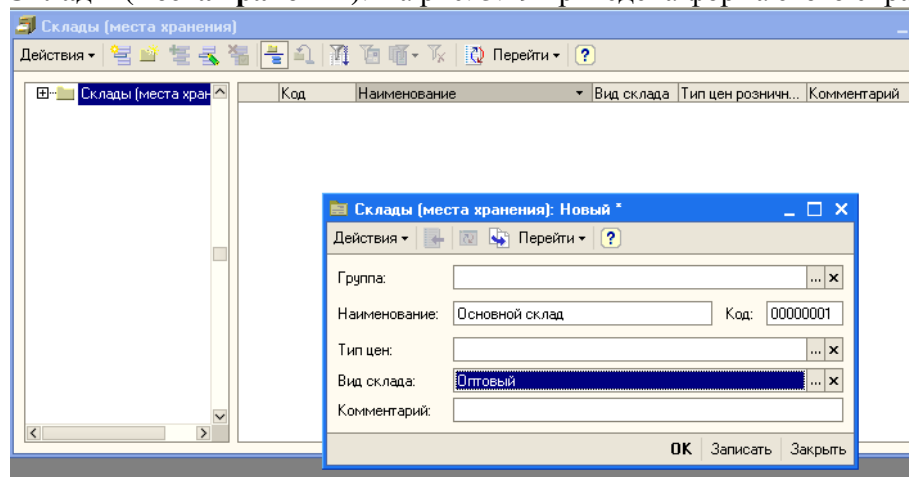 Склады (места хранения)
Действия Перейти ?
Склады (места хран Код Наименование Вид склада Тип цен розничн... Комментарий
Склады (места хранения): Новый *
Действия Перейти ?
Группа: ... x
Наименование: Основной склад Код: 00000001
Тип цен: ... x
Вид склада: Оптовый ... x
Комментарий:
OK Записать Закрыть